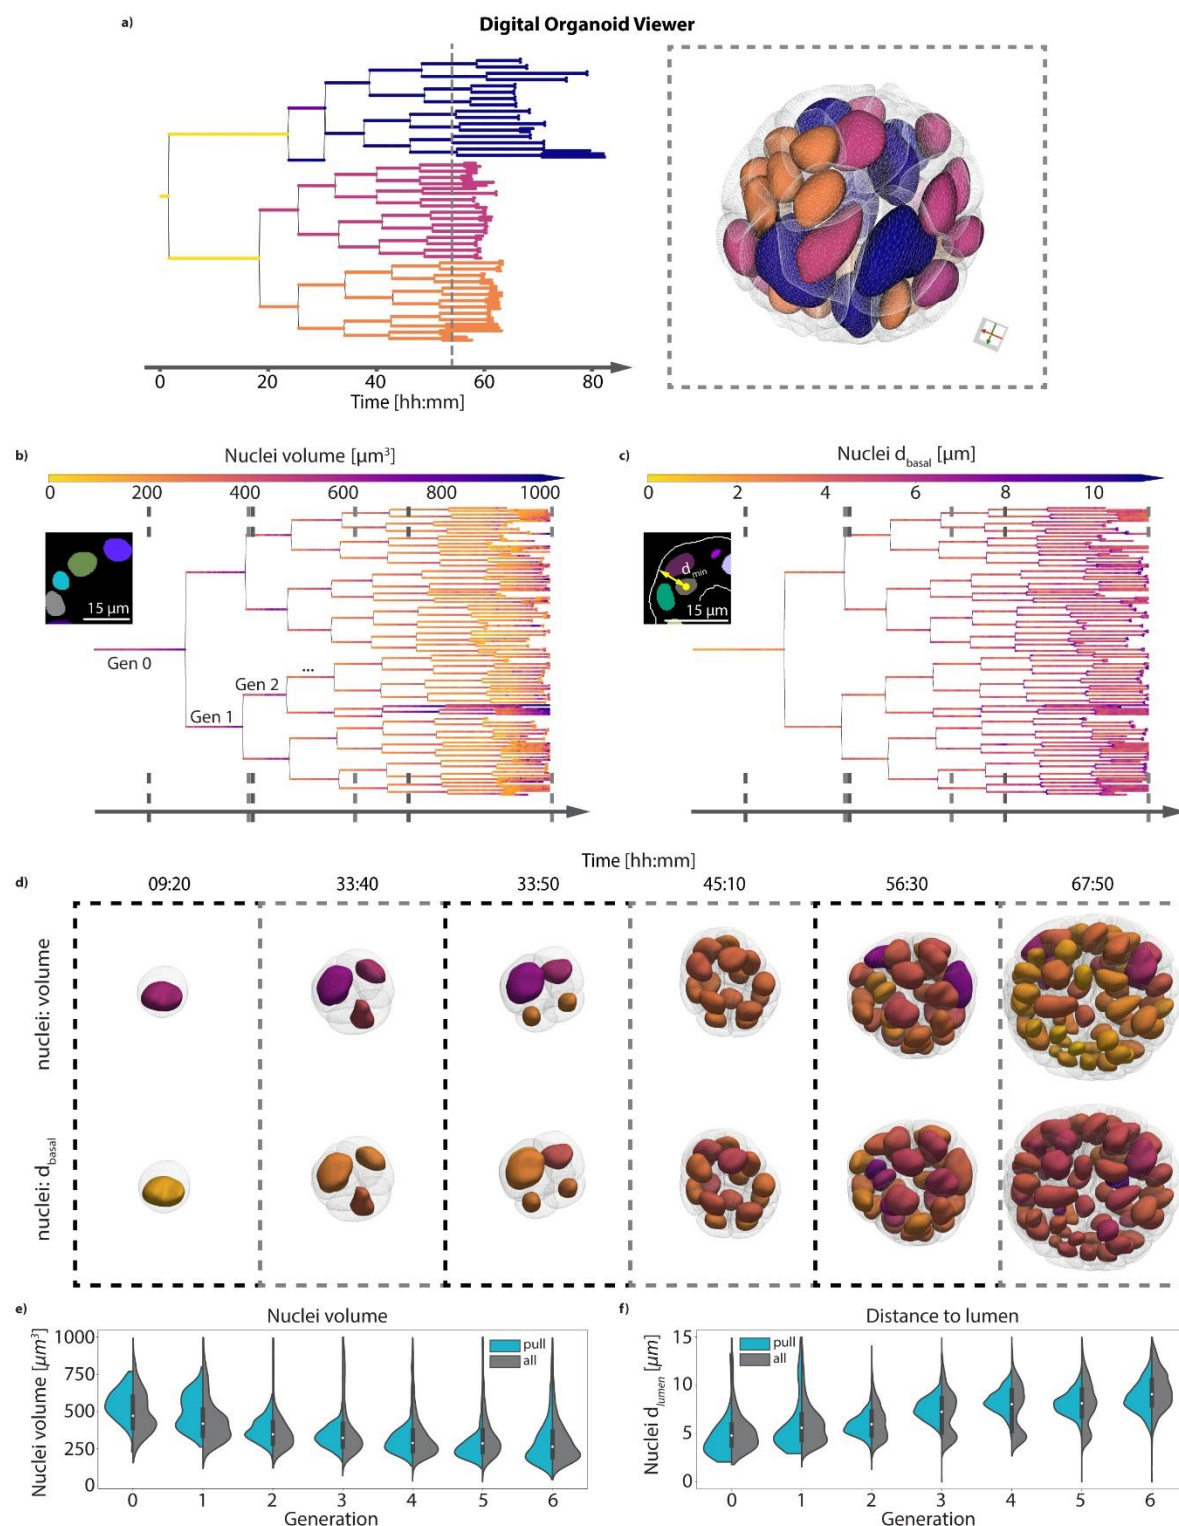 a)
Digital Organoid Viewer
0 20 40 60 80
Time [hh:mm]
b)
Nuclei volume [µm³]
0 200 400 600 800 1000
15 µm
Gen 0
Gen 1
Gen 2
...
c)
Nuclei d_basal [µm]
0 2 4 6 8 10
d_min
15 µm
Time [hh:mm]
d)
09:20 33:40 33:50 45:10 56:30 67:50
nuclei: volume
nuclei: d_basal
e)
Nuclei volume
Nuclei volume [µm³]
1000
750
500
250
0
pull
all
0 1 2 3 4 5 6
Generation
f)
Distance to lumen
Nuclei d_lumen [µm]
15
10
5
0
pull
all
0 1 2 3 4 5 6
Generation